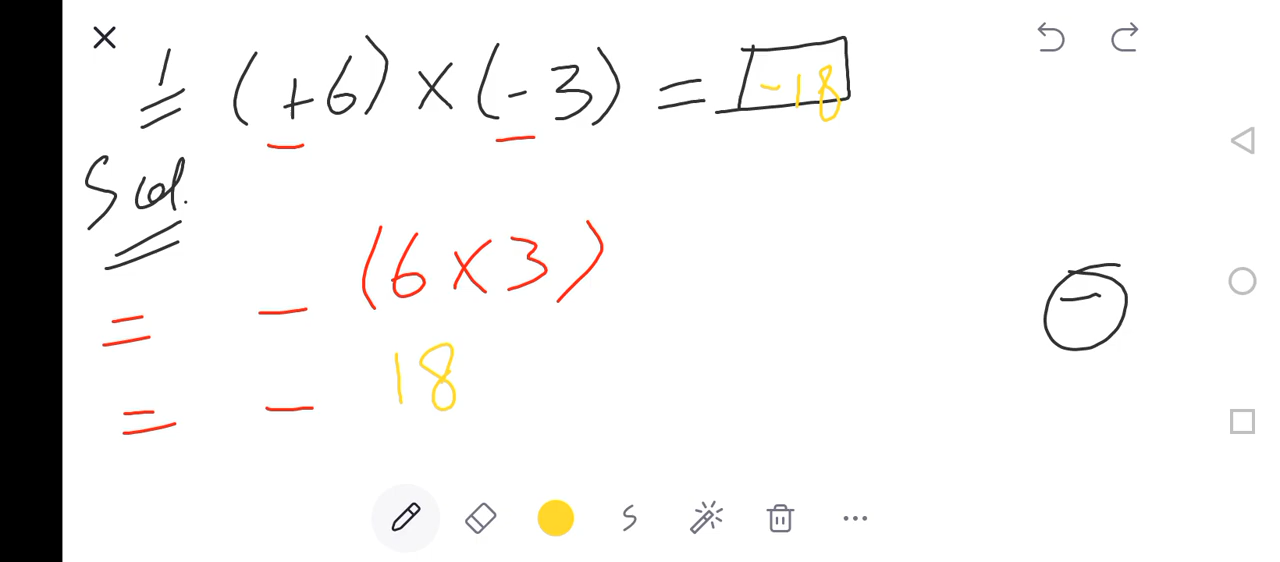 1 (+6) × (-3) = -18
Sol.
= - (6 × 3)
= - 18
-